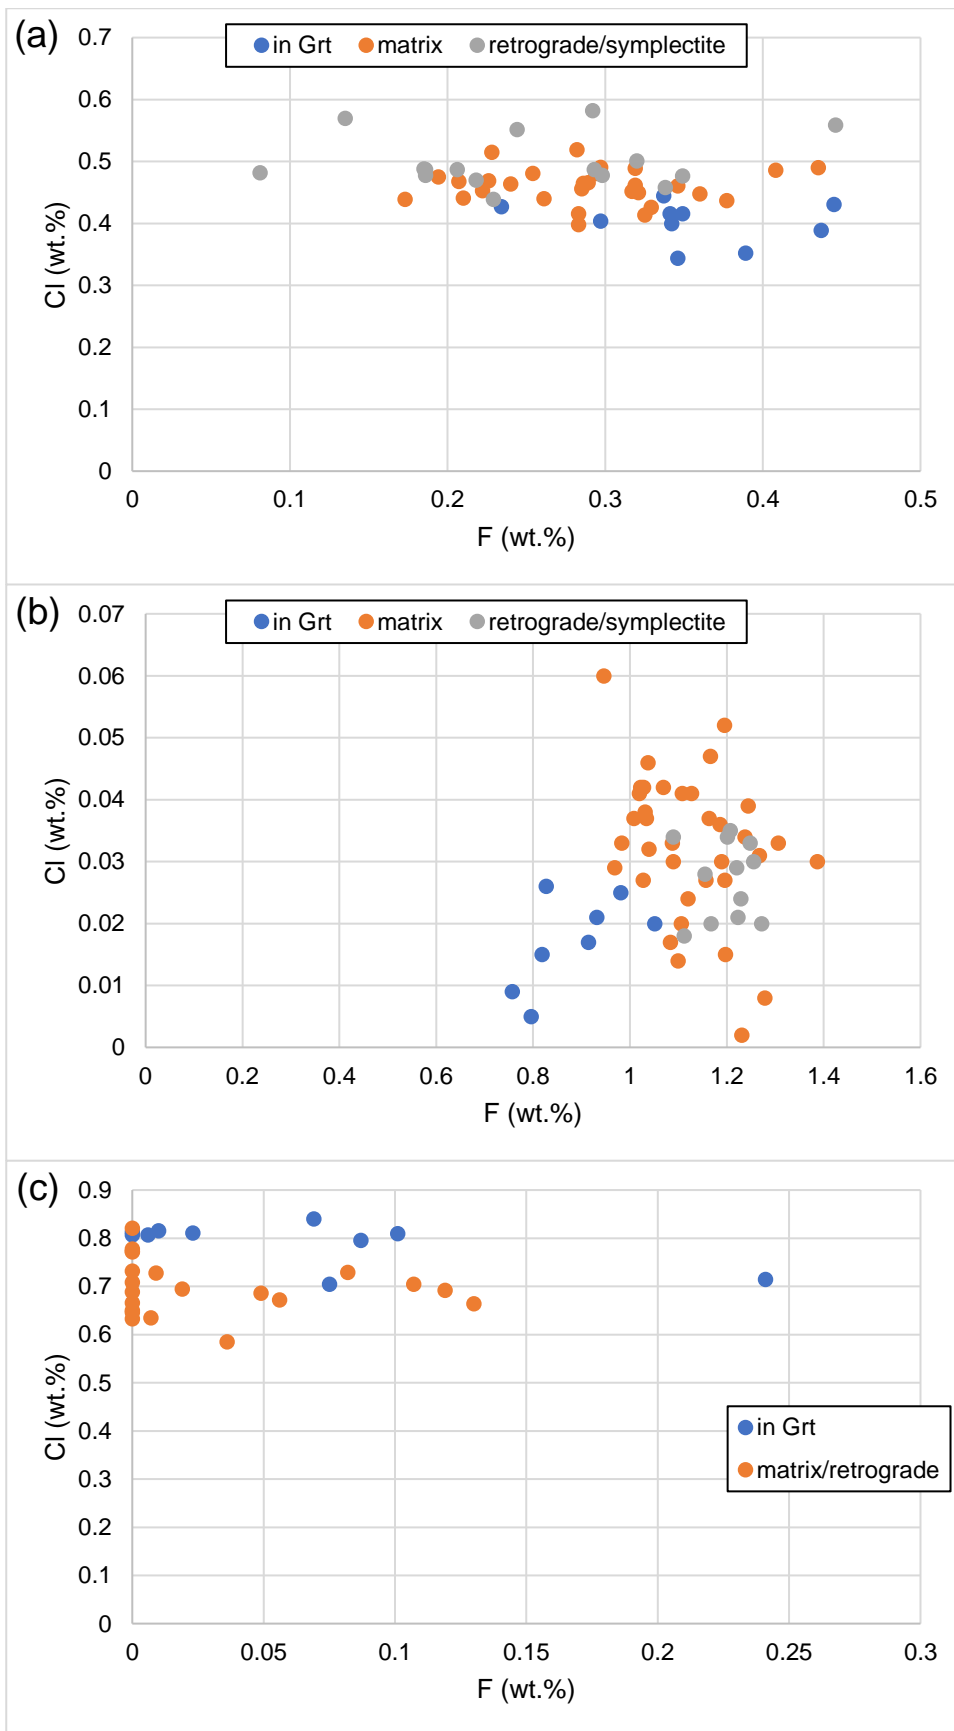 (a)
in Grt matrix retrograde/symplectite
0.7
0.6
0.5
0.4
0.3
0.2
0.1
0
Cl (wt.%)
0 0.1 0.2 0.3 0.4 0.5
F (wt.%)
(b)
in Grt matrix retrograde/symplectite
0.07
0.06
0.05
0.04
0.03
0.02
0.01
0
Cl (wt.%)
0 0.2 0.4 0.6 0.8 1 1.2 1.4 1.6
F (wt.%)
(c)
0.9
0.8
0.7
0.6
0.5
0.4
0.3
0.2
0.1
0
Cl (wt.%)
in Grt
matrix/retrograde
0 0.05 0.1 0.15 0.2 0.25 0.3
F (wt.%)